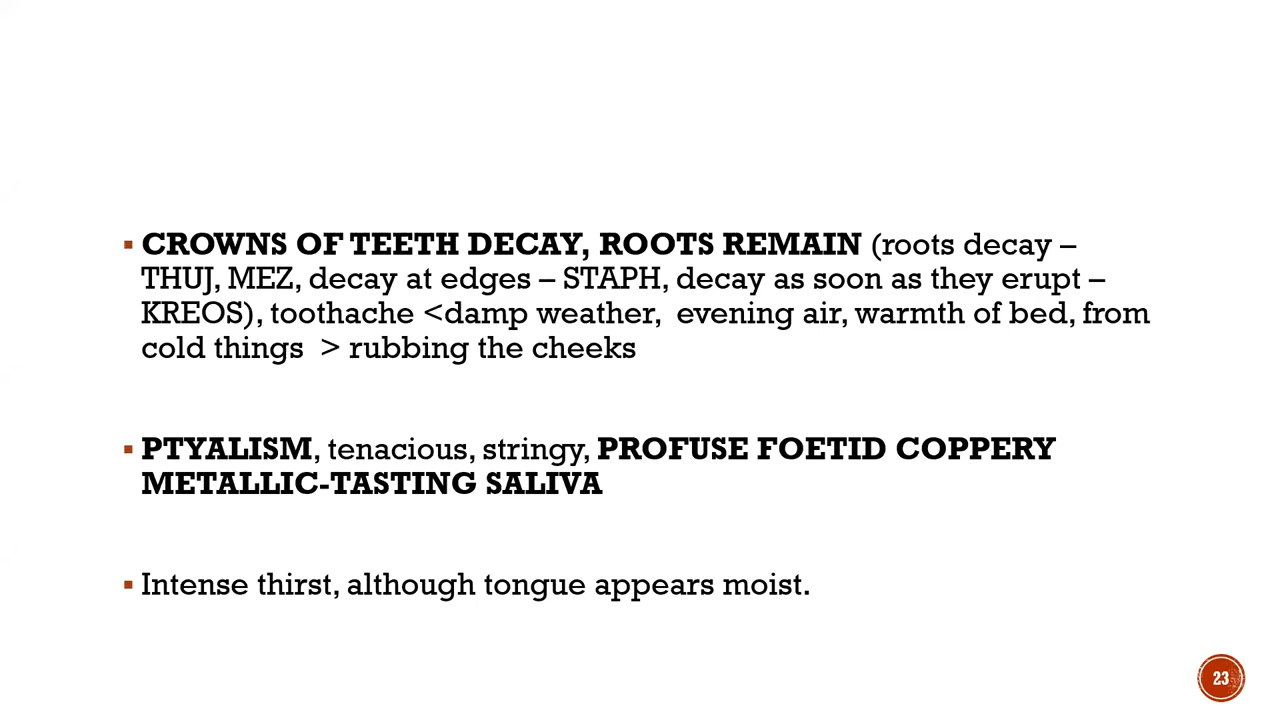 ▪ CROWNS OF TEETH DECAY, ROOTS REMAIN (roots decay –
THUJ, MEZ, decay at edges – STAPH, decay as soon as they erupt –
KREOS), toothache <damp weather,  evening air, warmth of bed, from
cold things  > rubbing the cheeks
▪ PTYALISM, tenacious, stringy, PROFUSE FOETID COPPERY
METALLIC-TASTING SALIVA
▪ Intense thirst, although tongue appears moist.
23